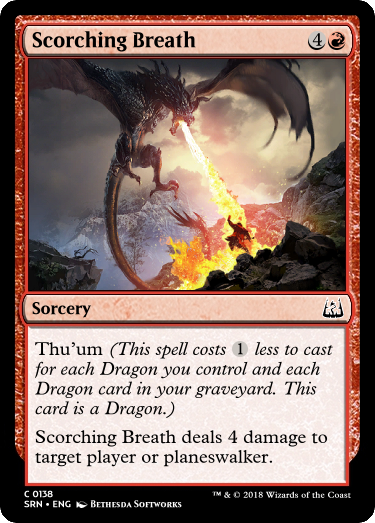 Scorching Breath 4
Sorcery
Thu'um (This spell costs 1 less to cast
for each Dragon you control and each
Dragon card in your graveyard. This
card is a Dragon.)
Scorching Breath deals 4 damage to
target player or planeswalker.
C 0138
SRN • ENG Bethesda Softworks
™ & © 2018 Wizards of the Coast